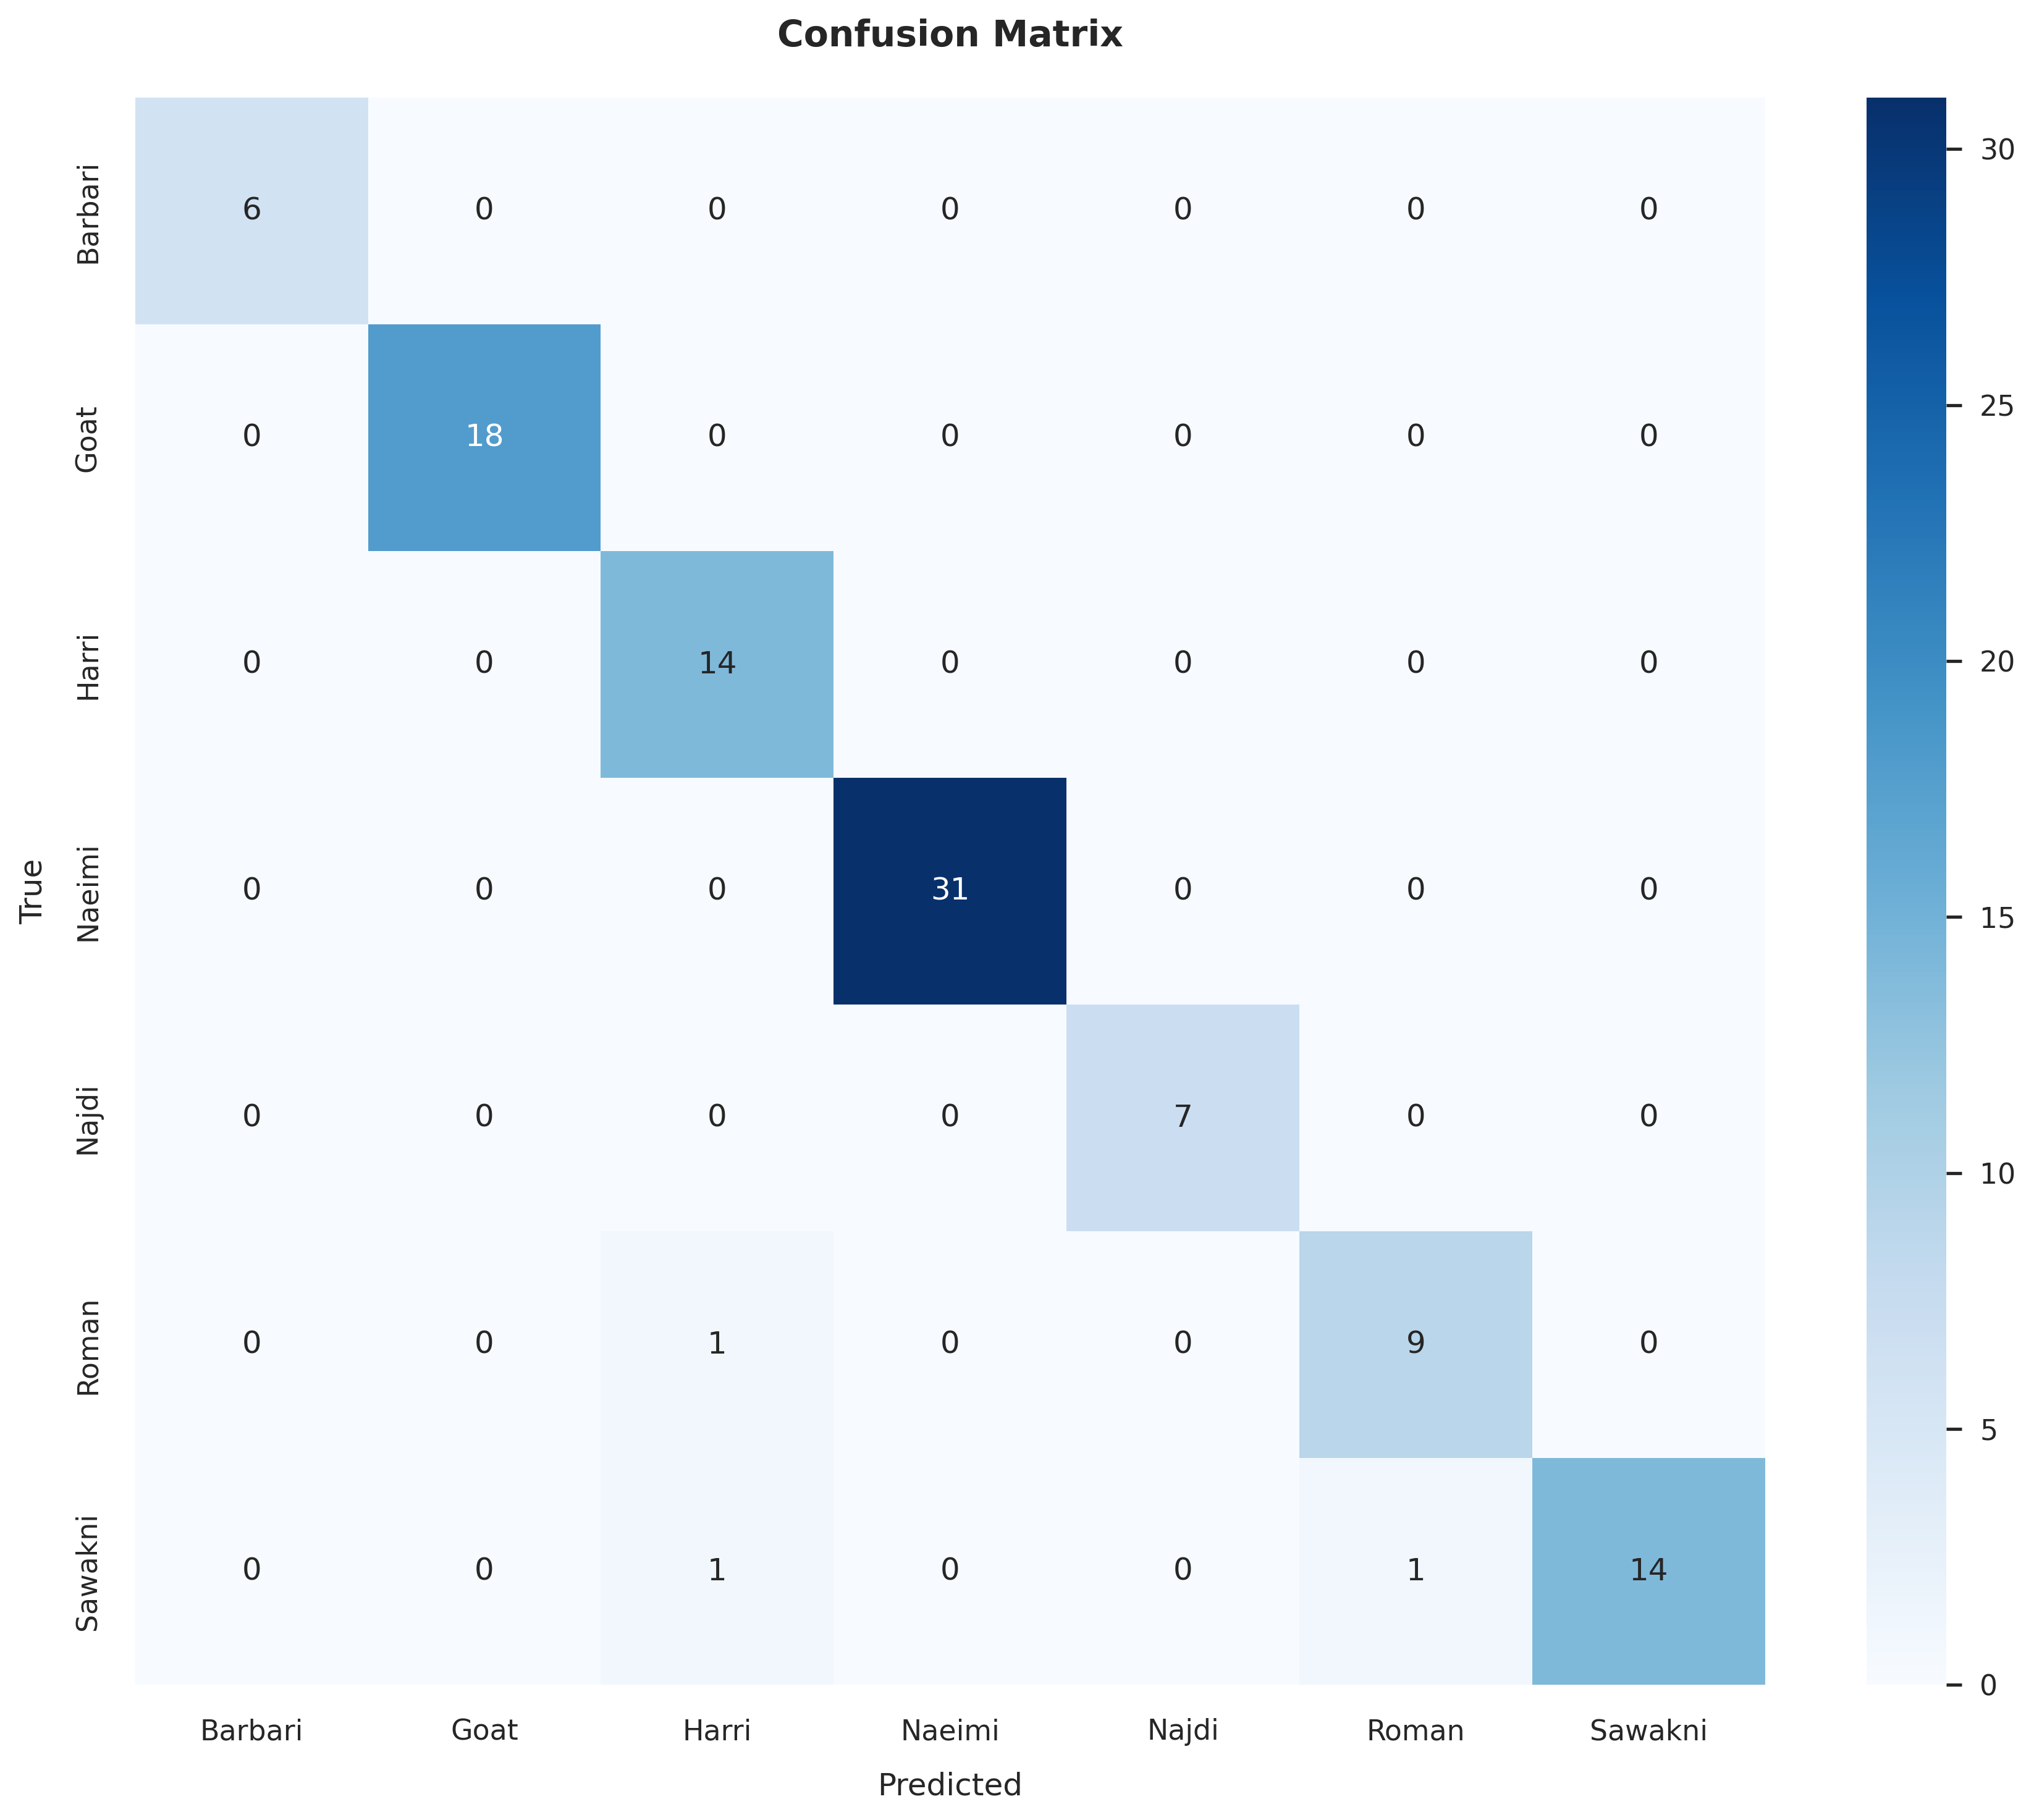 Confusion Matrix
Barbari 6 0 0 0 0 0 0
Goat 0 18 0 0 0 0 0
Harri 0 0 14 0 0 0 0
Naeimi 0 0 0 31 0 0 0
Najdi 0 0 0 0 7 0 0
Roman 0 0 1 0 0 9 0
Sawakni 0 0 1 0 0 1 14
True
Barbari Goat Harri Naeimi Najdi Roman Sawakni
Predicted
30
25
20
15
10
5
0